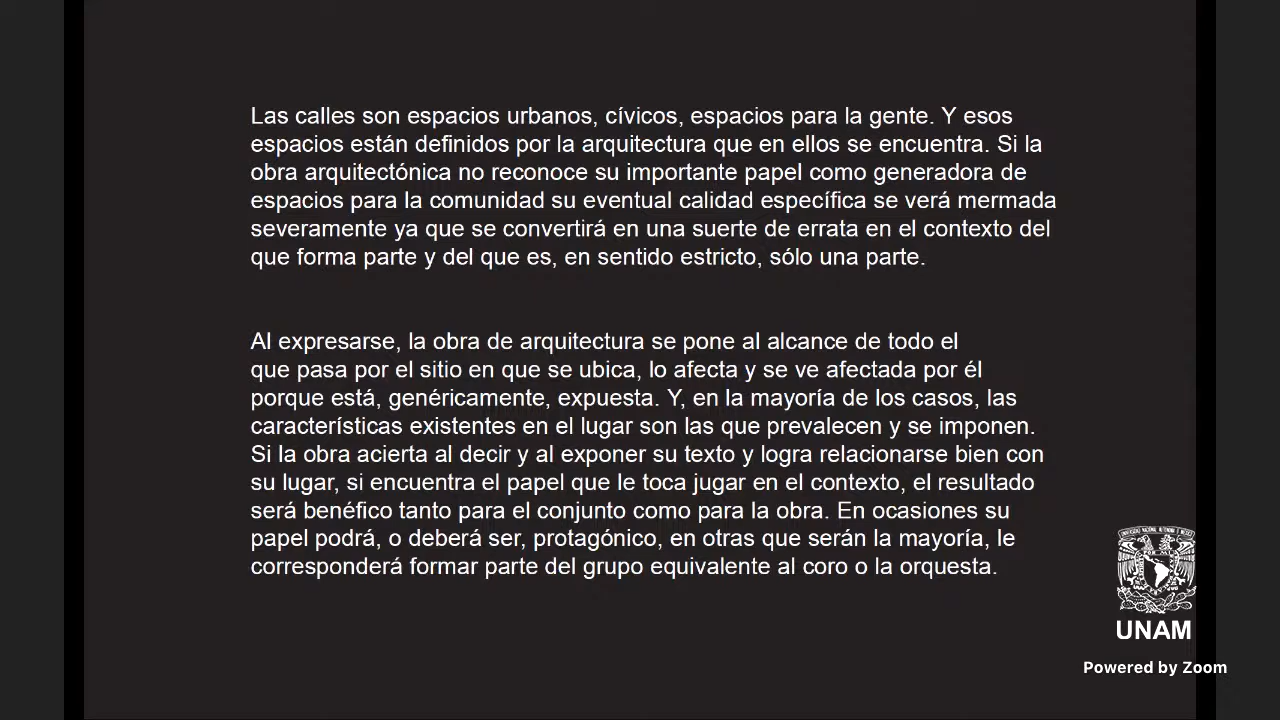 Las calles son espacios urbanos, cívicos, espacios para la gente. Y esos
espacios están definidos por la arquitectura que en ellos se encuentra. Si la
obra arquitectónica no reconoce su importante papel como generadora de
espacios para la comunidad su eventual calidad específica se verá mermada
severamente ya que se convertirá en una suerte de errata en el contexto del
que forma parte y del que es, en sentido estricto, sólo una parte.
Al expresarse, la obra de arquitectura se pone al alcance de todo el
que pasa por el sitio en que se ubica, lo afecta y se ve afectada por él
porque está, genéricamente, expuesta. Y, en la mayoría de los casos, las
características existentes en el lugar son las que prevalecen y se imponen.
Si la obra acierta al decir y al exponer su texto y logra relacionarse bien con
su lugar, si encuentra el papel que le toca jugar en el contexto, el resultado
será benéfico tanto para el conjunto como para la obra. En ocasiones su
papel podrá, o deberá ser, protagónico, en otras que serán la mayoría, le
corresponderá formar parte del grupo equivalente al coro o la orquesta.
UNAM
Powered by Zoom